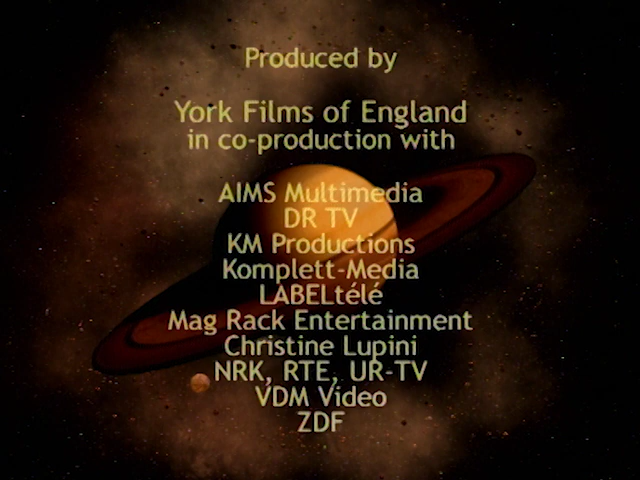 Produced by
York Films of England
in co-production with
AIMS Multimedia
DR TV
KM Productions
Komplett-Media
LABELtélé
Mag Rack Entertainment
Christine Lupini
NRK, RTE, UR-TV
VDM Video
ZDF